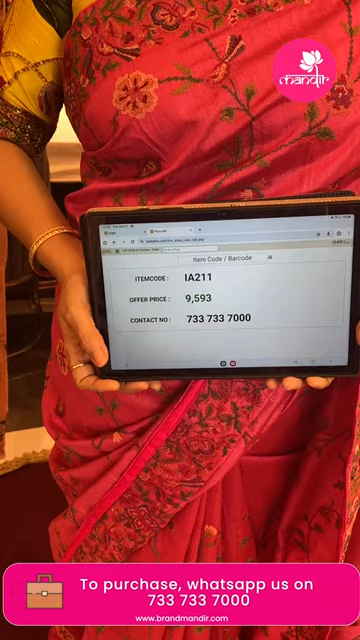 mandir
Item Code / Barcode
ITEMCODE : IA211
OFFER PRICE : 9,593
CONTACT NO : 733 733 7000
To purchase, whatsapp us on
733 733 7000
www.brandmandir.com